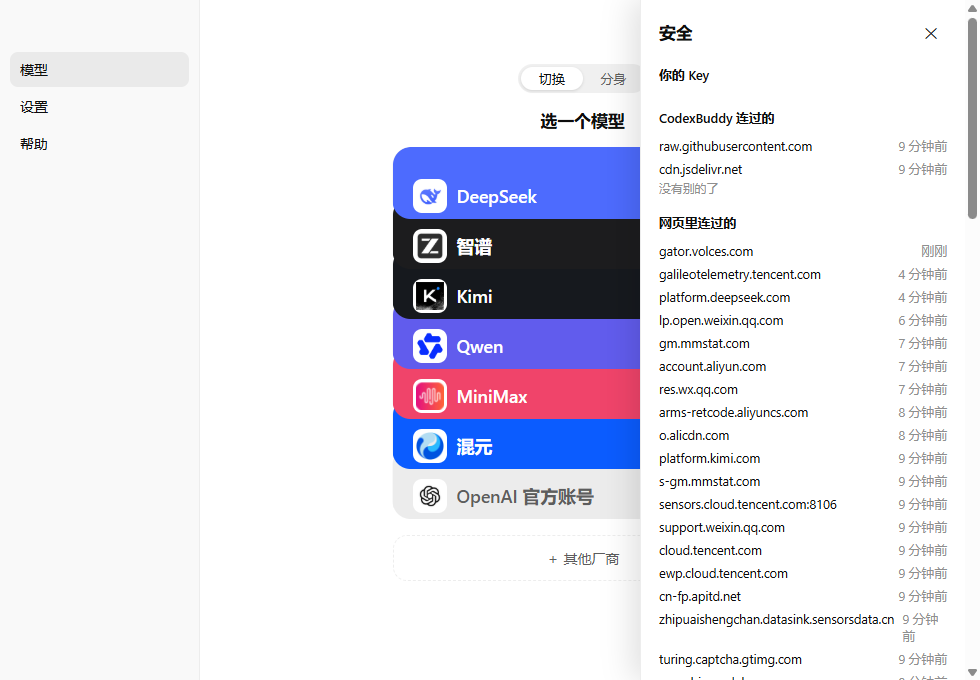 模型
设置
帮助
切换
分身
选一个模型
DeepSeek
智谱
Kimi
Qwen
MiniMax
混元
OpenAI 官方账号
+ 其他厂商
安全
你的 Key
CodexBuddy 连过的
raw.githubusercontent.com 9 分钟前
cdn.jsdelivr.net 9 分钟前
没有别的了
网页里连过的
gator.volces.com 刚刚
galileotelemetry.tencent.com 4 分钟前
platform.deepseek.com 4 分钟前
lp.open.weixin.qq.com 6 分钟前
gm.mmstat.com 7 分钟前
account.aliyun.com 7 分钟前
res.wx.qq.com 7 分钟前
arms-retcode.aliyuncs.com 8 分钟前
o.alicdn.com 8 分钟前
platform.kimi.com 9 分钟前
s-gm.mmstat.com 9 分钟前
sensors.cloud.tencent.com:8106 9 分钟前
support.weixin.qq.com 9 分钟前
cloud.tencent.com 9 分钟前
ewp.cloud.tencent.com 9 分钟前
cn-fp.apitd.net 9 分钟前
zhipuaishengchan.datasink.sensorsdata.cn 9 分钟
前
turing.captcha.gtimg.com 9 分钟前